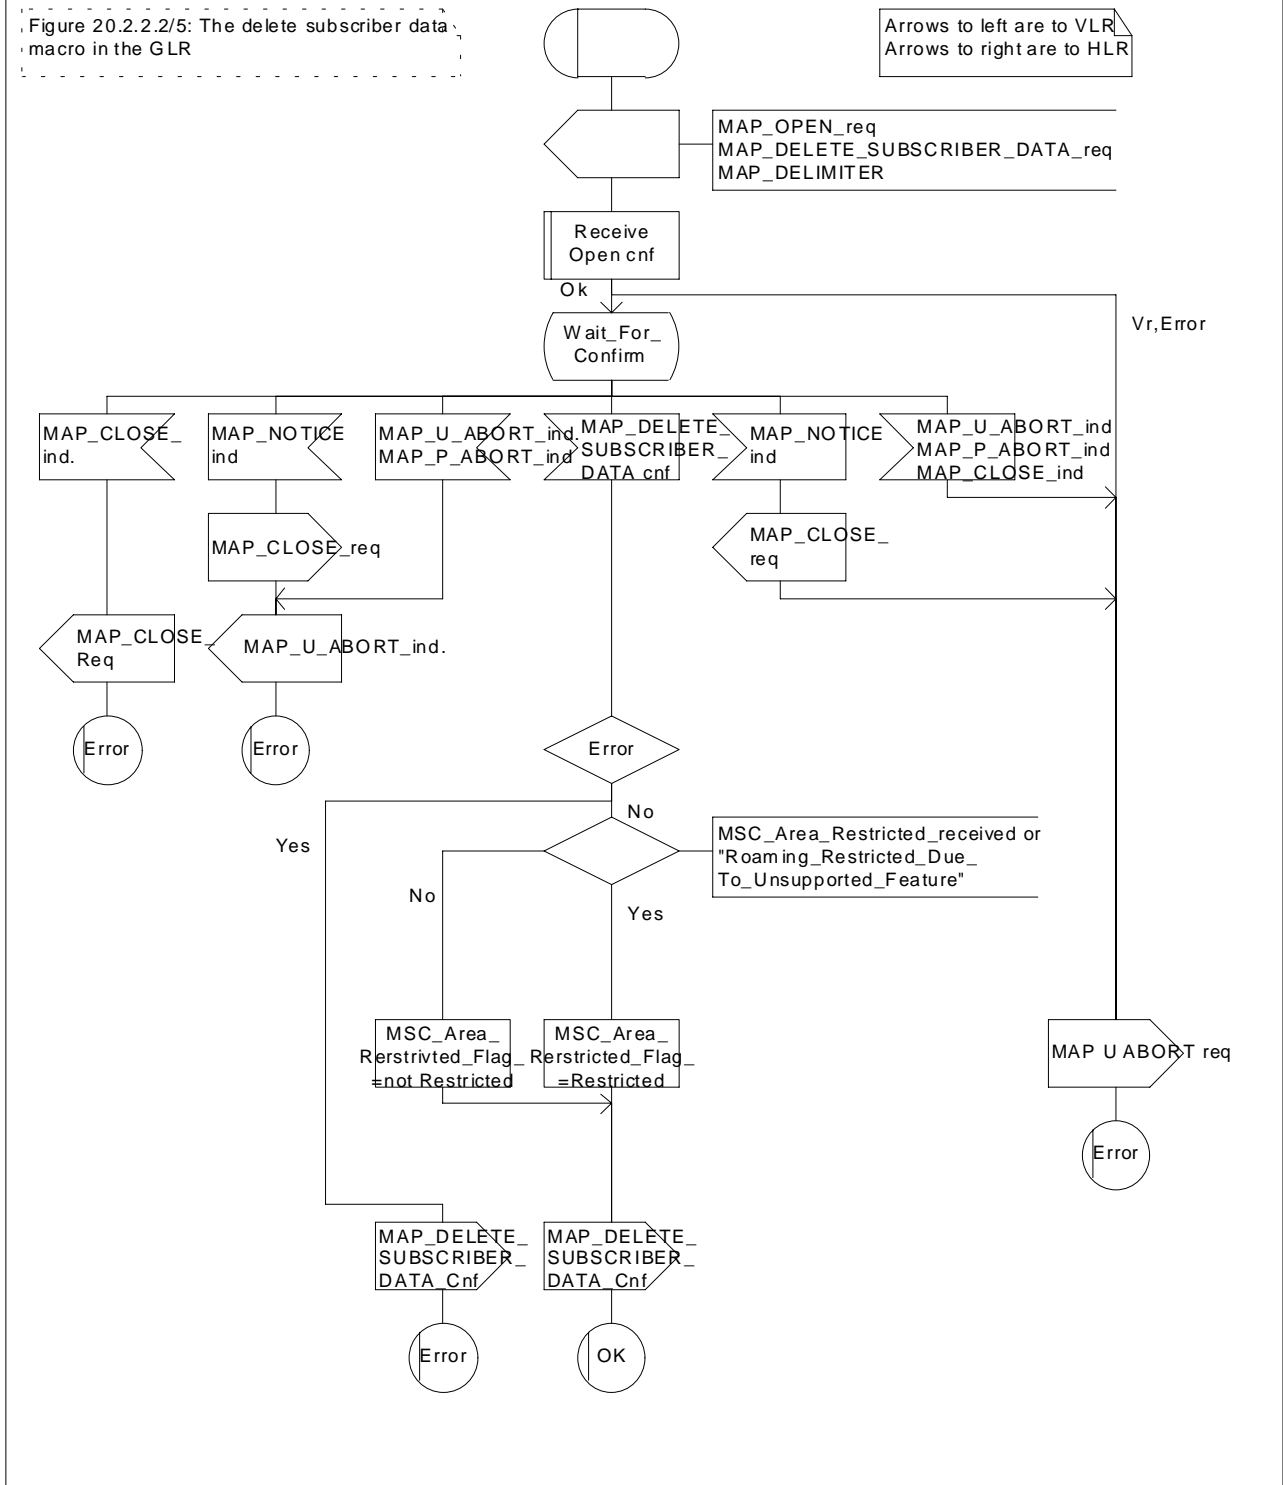 Figure 20.2.2.2/5: The delete subscriber data
macro in the GLR
Arrows to left are to VLR
Arrows to right are to HLR
MAP_OPEN_req
MAP_DELETE_SUBSCRIBER_DATA_req
MAP_DELIMITER
Receive
Open cnf
Ok
Vr,Error
Wait_For_
Confirm
MAP_CLOSE_
ind.
MAP_NOTICE
ind
MAP_U_ABORT_ind.
MAP_P_ABORT_ind
MAP_DELETE_
SUBSCRIBER_
DATA cnf
MAP_NOTICE
ind
MAP_U_ABORT_ind
MAP_P_ABORT_ind
MAP_CLOSE_ind
MAP_CLOSE_req
MAP_CLOSE_
req
MAP_CLOSE_
Req
MAP_U_ABORT_ind.
Error
Error
Error
No
Yes
MSC_Area_Restricted_received or
"Roaming_Restricted_Due_
To_Unsupported_Feature"
No
Yes
MSC_Area_
Rerstrivted_Flag_
=not Restricted
MSC_Area_
Rerstricted_Flag_
=Restricted
MAP U ABORT req
Error
MAP_DELETE_
SUBSCRIBER_
DATA_Cnf
MAP_DELETE_
SUBSCRIBER_
DATA_Cnf
Error
OK